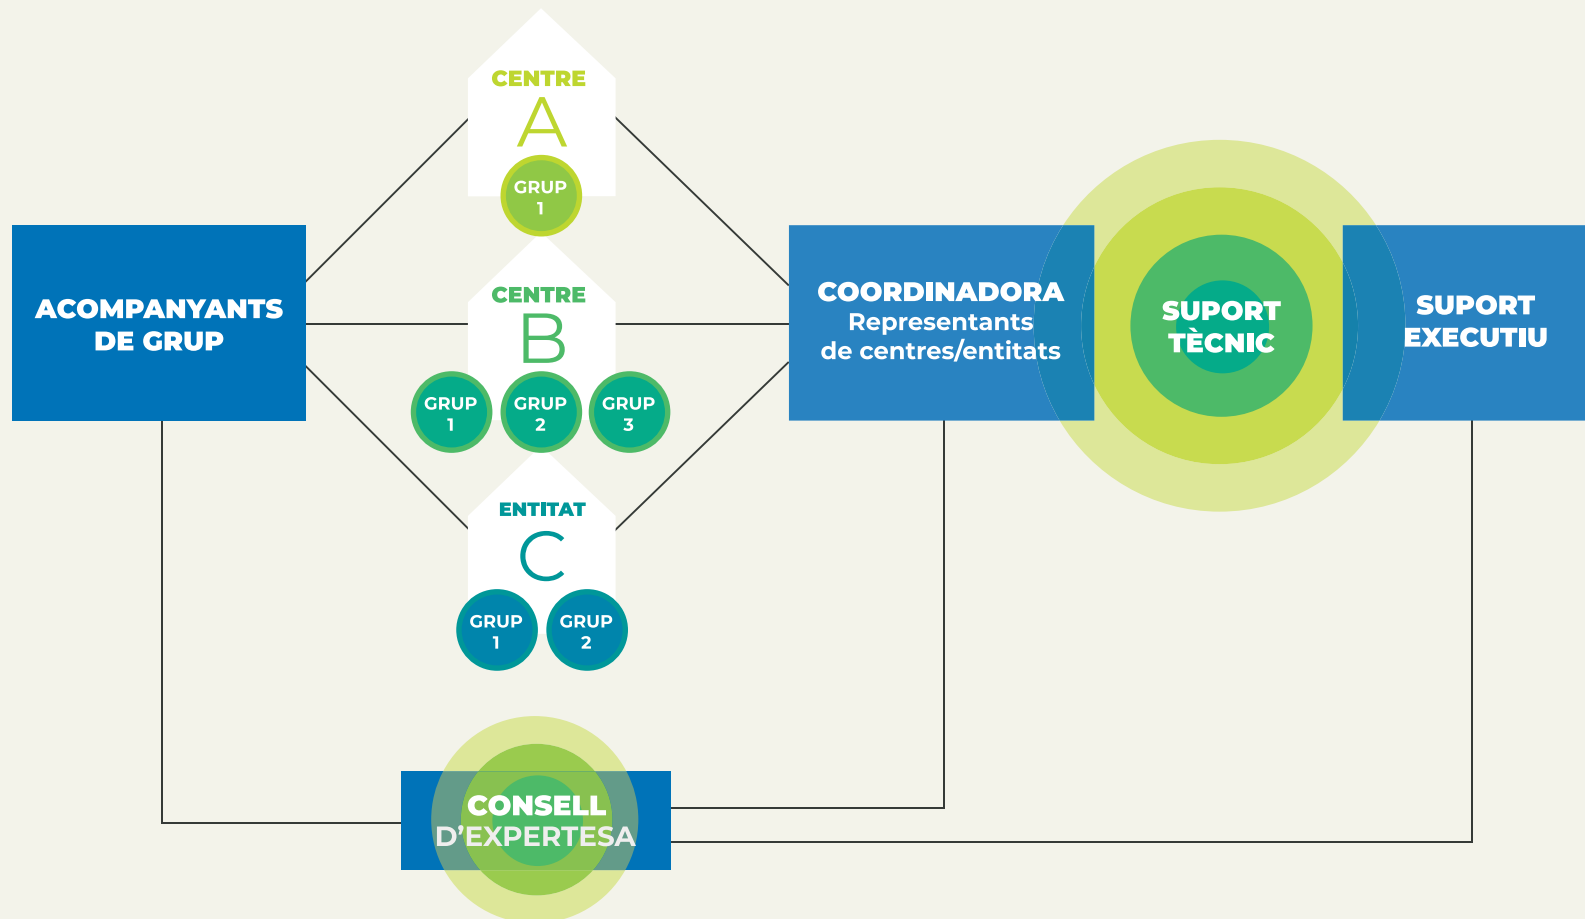 CENTRE
A
GRUP
1
ACOMPANYANTS
DE GRUP
CENTRE
B
GRUP
1
GRUP
2
GRUP
3
ENTITAT
C
GRUP
1
GRUP
2
COORDINADORA
Representants
de centres/entitats
SUPORT
TÈCNIC
SUPORT
EXECUTIU
CONSELL
D’EXPERTESA